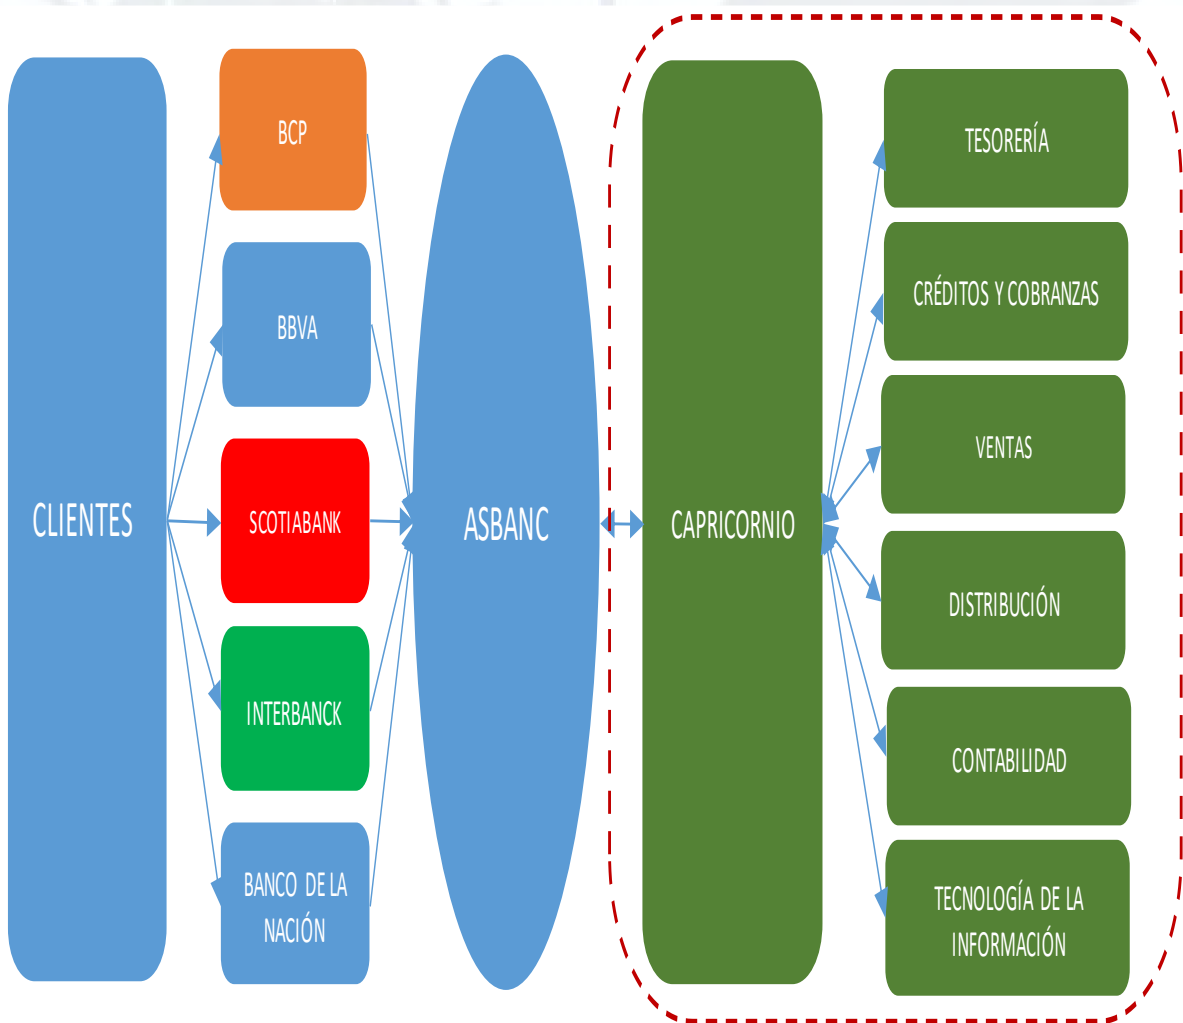 CLIENTES
BCP
BBVA
SCOTIABANK
INTERBANCK
BANCO DE LA
NACIÓN
ASBANC
CAPRICORNIO
TESORERÍA
CRÉDITOS Y COBRANZAS
VENTAS
DISTRIBUCIÓN
CONTABILIDAD
TECNOLOGÍA DE LA
INFORMACIÓN